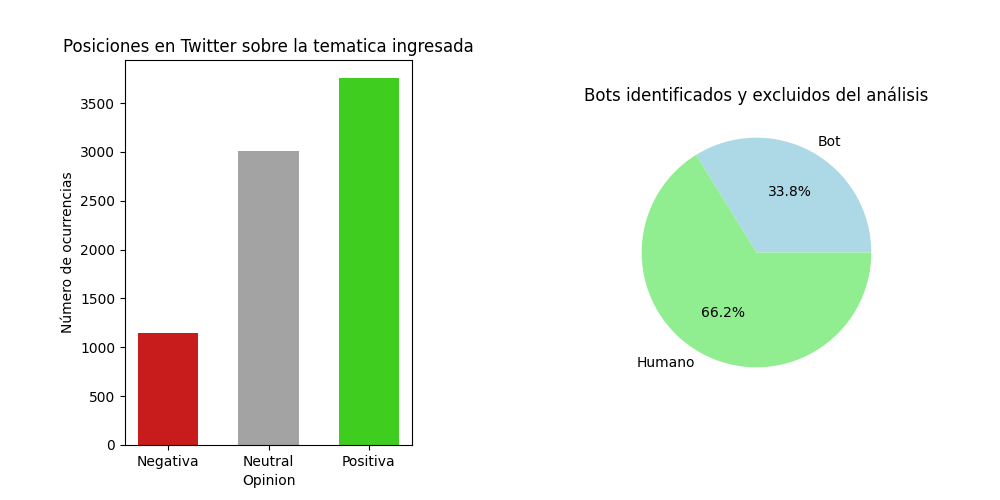 Posiciones en Twitter sobre la tematica ingresada
Número de ocurrencias
3500
3000
2500
2000
1500
1000
500
0
Negativa
Neutral
Positiva
Opinion
Bots identificados y excluidos del análisis
Bot
33.8%
66.2%
Humano